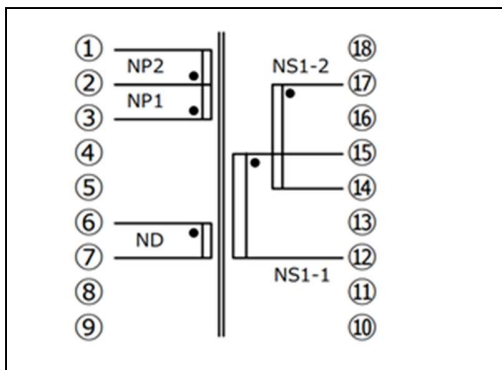 ① ⑱
NP2 NS1-2
② ⑰
NP1
③ ⑯
④ ⑮
⑤ ⑭
⑥ ⑬
ND
⑦ ⑫
NS1-1
⑧ ⑪
⑨ ⑩